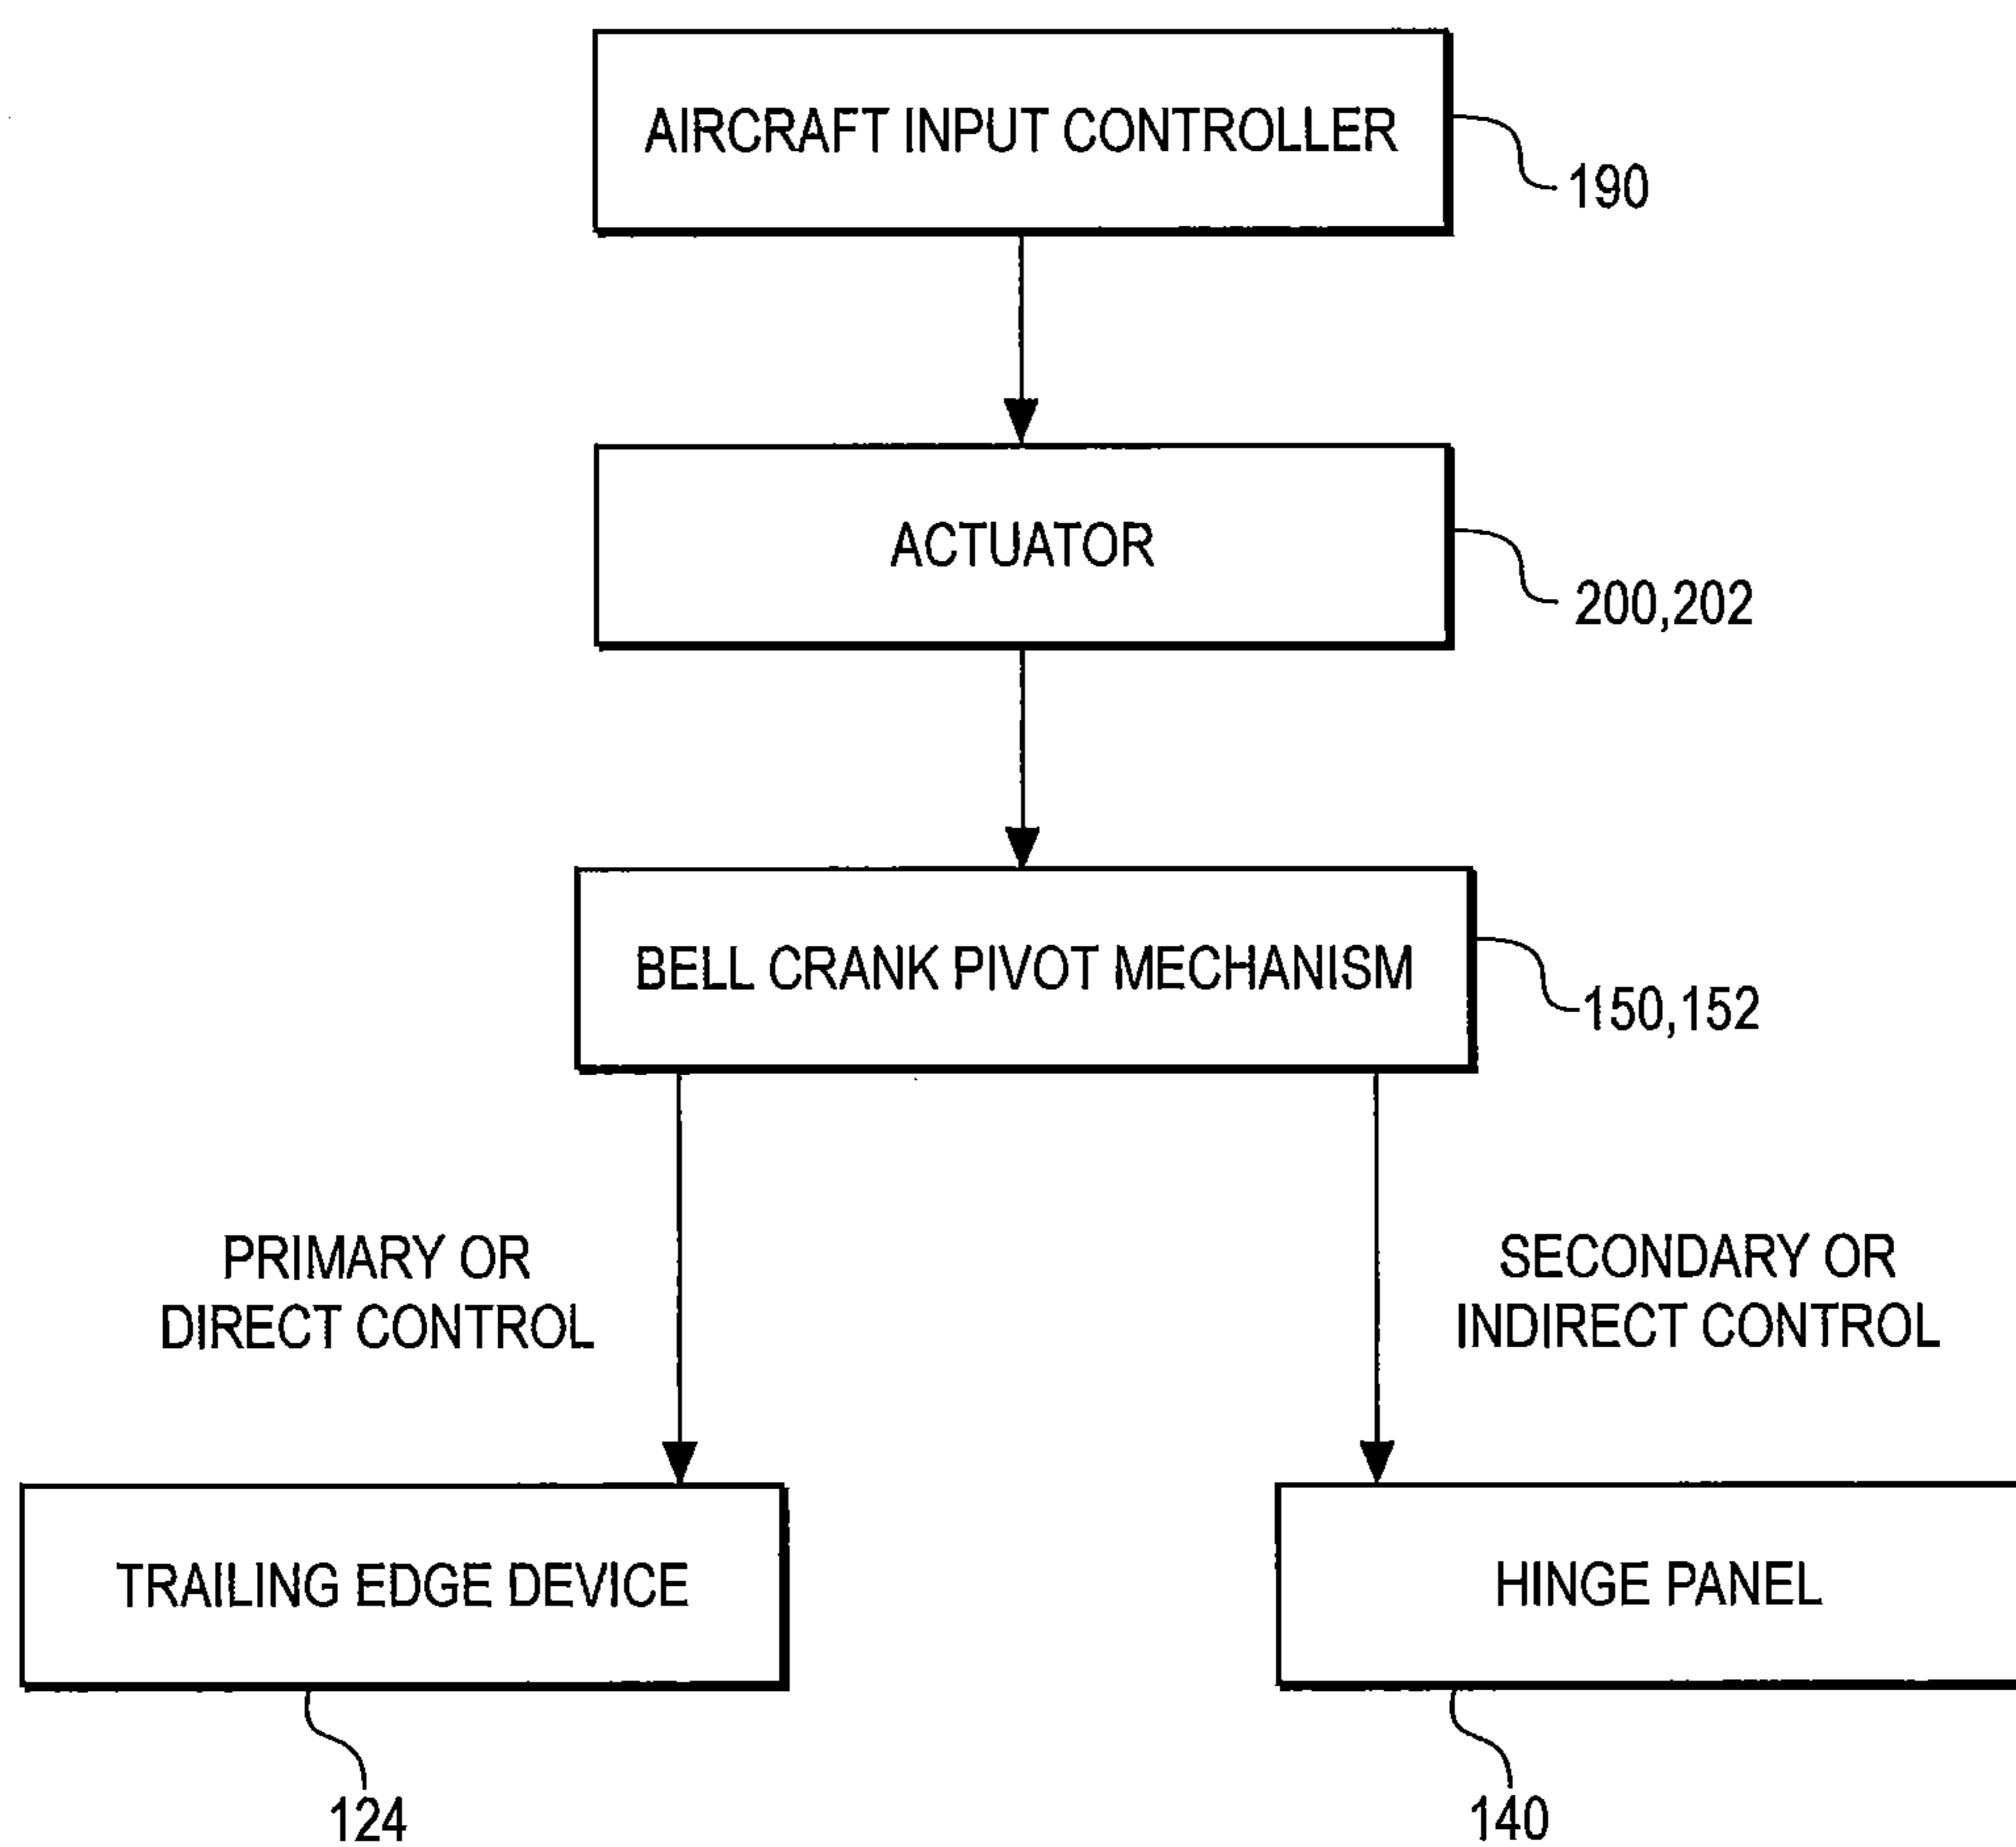 AIRCRAFT INPUT CONTROLLER
190
ACTUATOR
200,202
BELL CRANK PIVOT MECHANISM
150,152
PRIMARY OR
DIRECT CONTROL
SECONDARY OR
INDIRECT CONTROL
TRAILING EDGE DEVICE
HINGE PANEL
124
140